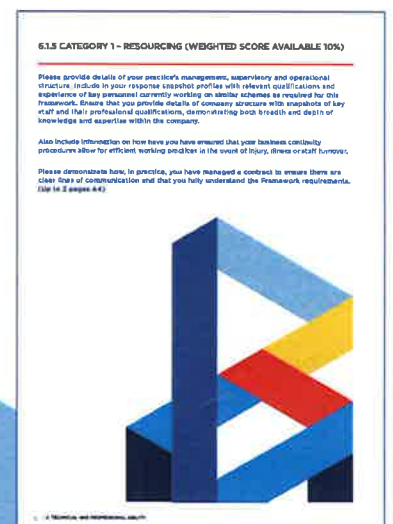 6.1.5 CATEGORY 1 – RESOURCING (WEIGHTED SCORE AVAILABLE 10%)
Please provide details of your practice's management, supervisory and operational
structure, include in your response snapshot profiles with relevant qualifications and
experience of key personnel currently working on similar schemes as required for this
framework. Ensure that you provide details of company structure with snapshots of key
staff and their professional qualifications, demonstrating both breadth and depth of
knowledge and expertise within the company.
Also include information on how have you have ensured that your business continuity
procedures allow for efficient working practices in the event of injury, illness or staff turnover.
Please demonstrate how, in practice, you have managed a contract to ensure there are
clear lines of communication and that you fully understand the Framework requirements.
(Up to 2 pages A4)
TECHNICAL AND PROFESSIONAL ABILITY